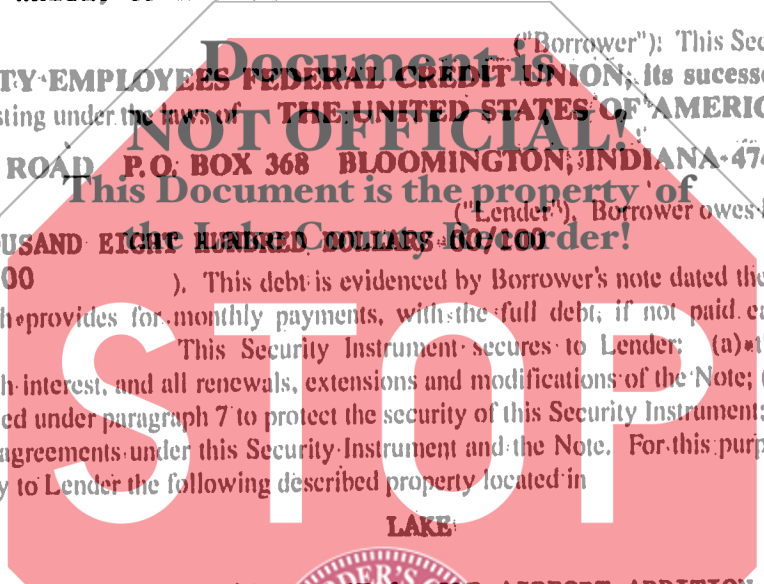 ("Borrower"): This Sec
Document is
TY EMPLOYEES FEDERAL CREDIT UNION, its sucess
sting under the laws of THE UNITED STATES OF AMERIC
NOT OFFICIAL!
ROAD P.O. BOX 368 BLOOMINGTON, INDIANA 474
This Document is the property of
("Lender"). Borrower owes
the Lake County Recorder!
USAND EIGHT HUNDRED DOLLARS 00/100
00 ). This debt is evidenced by Borrower's note dated the
h provides for monthly payments, with the full debt, if not paid ea
This Security Instrument secures to Lender: (a) t
h interest, and all renewals, extensions and modifications of the Note; (
ed under paragraph 7 to protect the security of this Security Instrument;
agreements under this Security Instrument and the Note. For this purp
y to Lender the following described property located in
STOP
LAKE
ADDITION